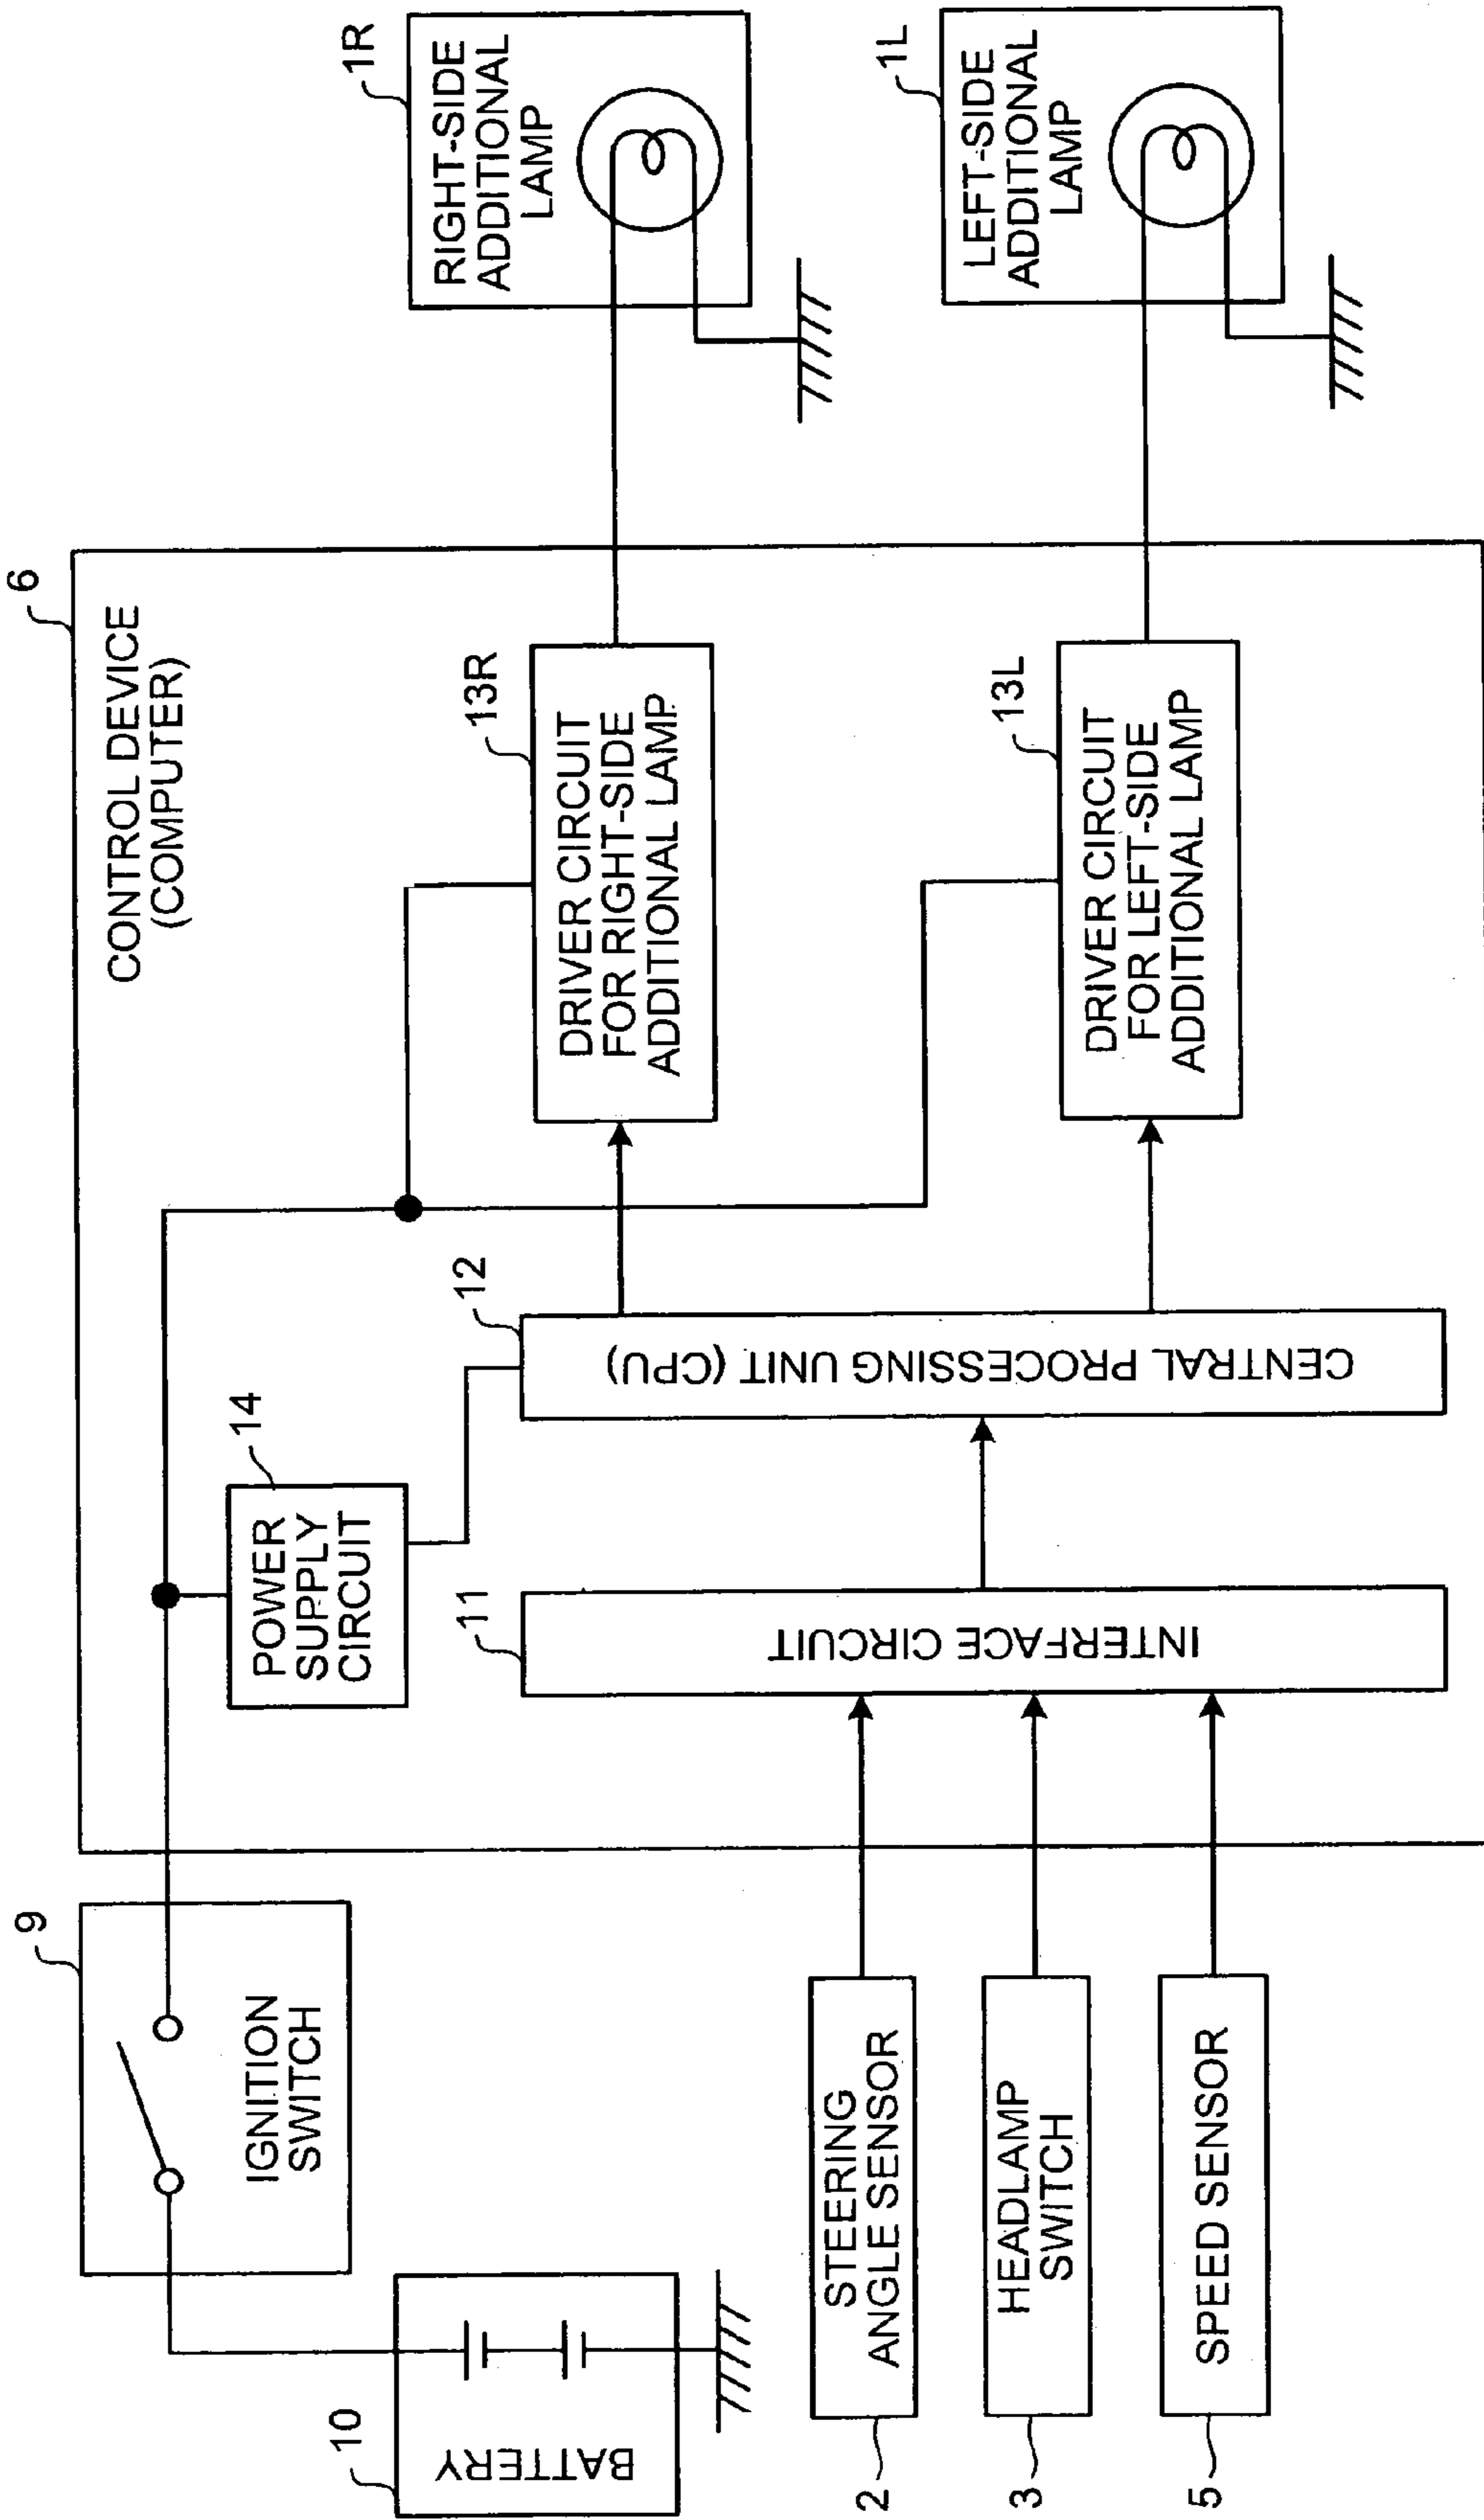 10
BATTERY
9
IGNITION
SWITCH
2
STEERING
ANGLE SENSOR
3
HEADLAMP
SWITCH
5
SPEED SENSOR
6
CONTROL DEVICE
(COMPUTER)
14
POWER
SUPPLY
CIRCUIT
11
INTERFACE CIRCUIT
12
CENTRAL PROCESSING UNIT (CPU)
13R
DRIVER CIRCUIT
FOR RIGHT-SIDE
ADDITIONAL LAMP
13L
DRIVER CIRCUIT
FOR LEFT-SIDE
ADDITIONAL LAMP
1R
RIGHT-SIDE
ADDITIONAL
LAMP
1L
LEFT-SIDE
ADDITIONAL
LAMP